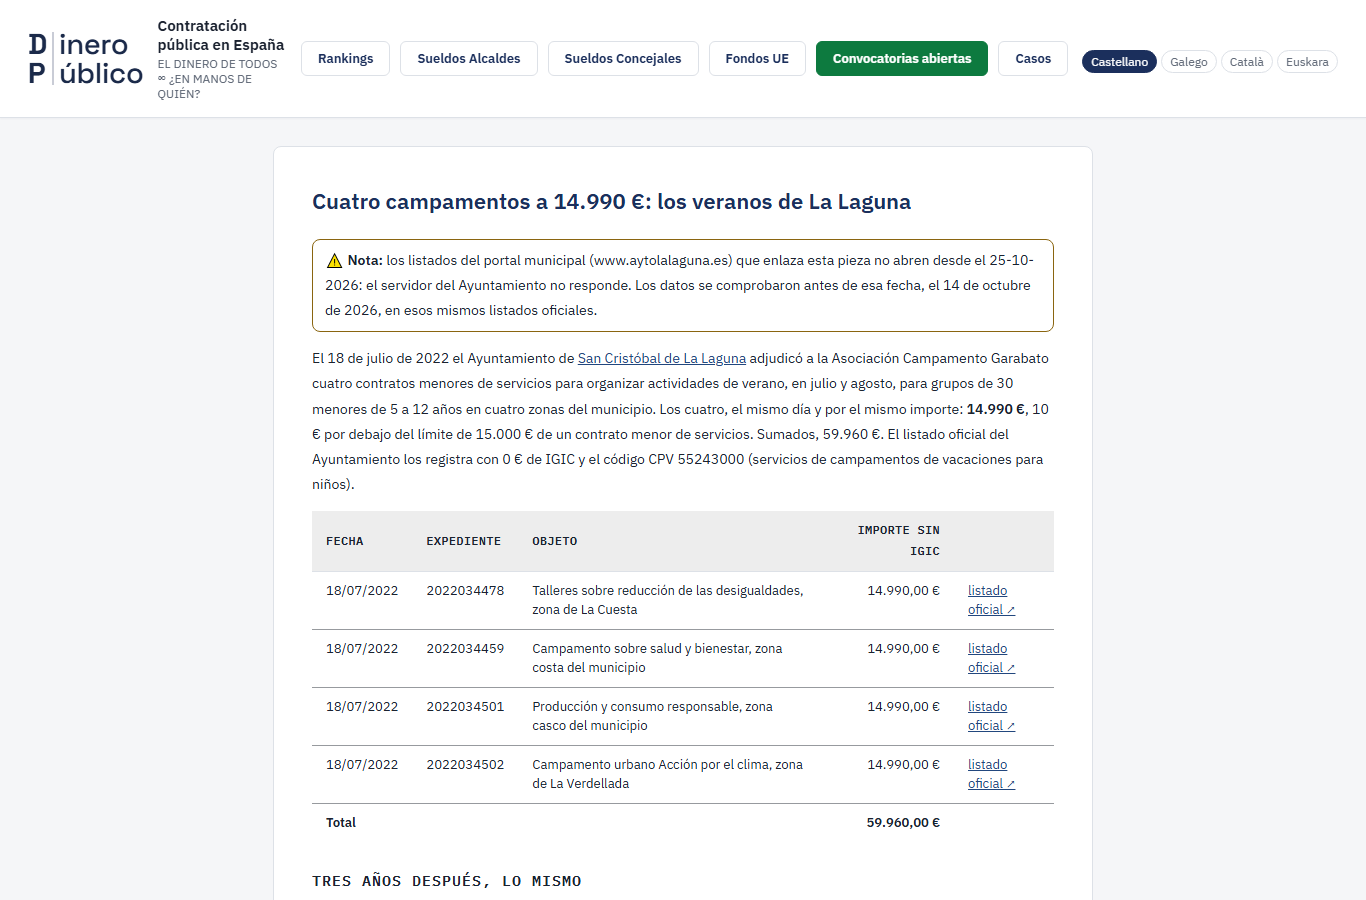 Dinero
Público
Contratación
pública en España
EL DINERO DE TODOS
∞ ¿EN MANOS DE
QUIÉN?
Rankings
Sueldos Alcaldes
Sueldos Concejales
Fondos UE
Convocatorias abiertas
Casos
Castellano
Galego
Català
Euskara
Cuatro campamentos a 14.990 €: los veranos de La Laguna
⚠ Nota: los listados del portal municipal (www.aytolalaguna.es) que enlaza esta pieza no abren desde el 25-10-
2026: el servidor del Ayuntamiento no responde. Los datos se comprobaron antes de esa fecha, el 14 de octubre
de 2026, en esos mismos listados oficiales.
El 18 de julio de 2022 el Ayuntamiento de San Cristóbal de La Laguna adjudicó a la Asociación Campamento Garabato
cuatro contratos menores de servicios para organizar actividades de verano, en julio y agosto, para grupos de 30
menores de 5 a 12 años en cuatro zonas del municipio. Los cuatro, el mismo día y por el mismo importe: 14.990 €, 10
€ por debajo del límite de 15.000 € de un contrato menor de servicios. Sumados, 59.960 €. El listado oficial del
Ayuntamiento los registra con 0 € de IGIC y el código CPV 55243000 (servicios de campamentos de vacaciones para
niños).
FECHA EXPEDIENTE OBJETO IMPORTE SIN
IGIC
18/07/2022 2022034478 Talleres sobre reducción de las desigualdades, 14.990,00 € listado
zona de La Cuesta oficial ↗
18/07/2022 2022034459 Campamento sobre salud y bienestar, zona 14.990,00 € listado
costa del municipio oficial ↗
18/07/2022 2022034501 Producción y consumo responsable, zona 14.990,00 € listado
casco del municipio oficial ↗
18/07/2022 2022034502 Campamento urbano Acción por el clima, zona 14.990,00 € listado
de La Verdellada oficial ↗
Total 59.960,00 €
TRES AÑOS DESPUÉS, LO MISMO